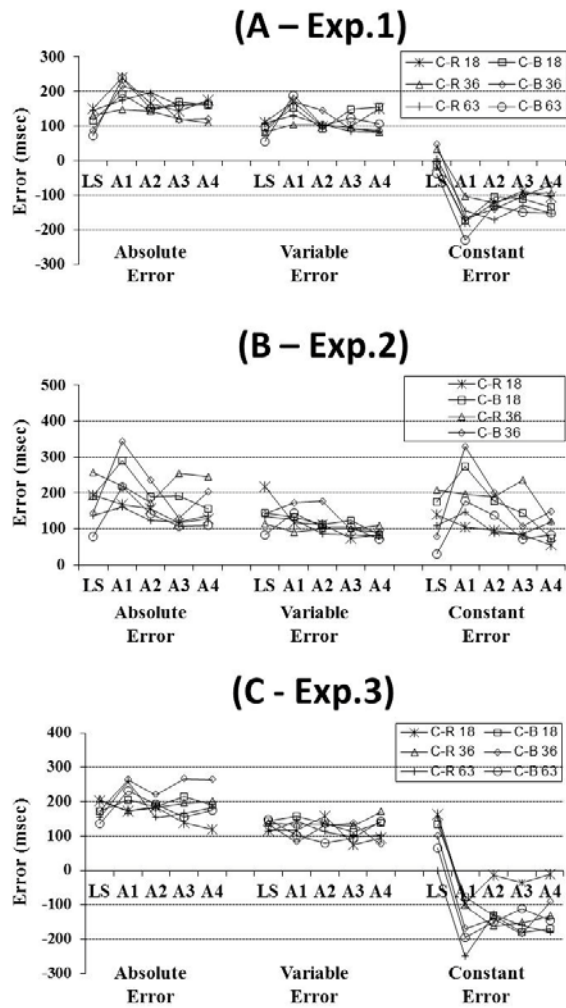 (A – Exp.1)
300
200
100
0
-100
-200
-300
Error (msec)
C-R 18 C-B 18
C-R 36 C-B 36
C-R 63 C-B 63
LS A1 A2 A3 A4 LS A1 A2 A3 A4 LS A1 A2 A3 A4
Absolute Variable Constant
Error Error Error
(B – Exp.2)
500
400
300
200
100
0
Error (msec)
C-R 18
C-B 18
C-R 36
C-B 36
LS A1 A2 A3 A4 LS A1 A2 A3 A4 LS A1 A2 A3 A4
Absolute Variable Constant
Error Error Error
(C - Exp.3)
400
300
200
100
0
-100
-200
-300
Error (msec)
C-R 18 C-B 18
C-R 36 C-B 36
C-R 63 C-B 63
LS A1 A2 A3 A4 LS A1 A2 A3 A4 LS A1 A2 A3 A4
Absolute Variable Constant
Error Error Error